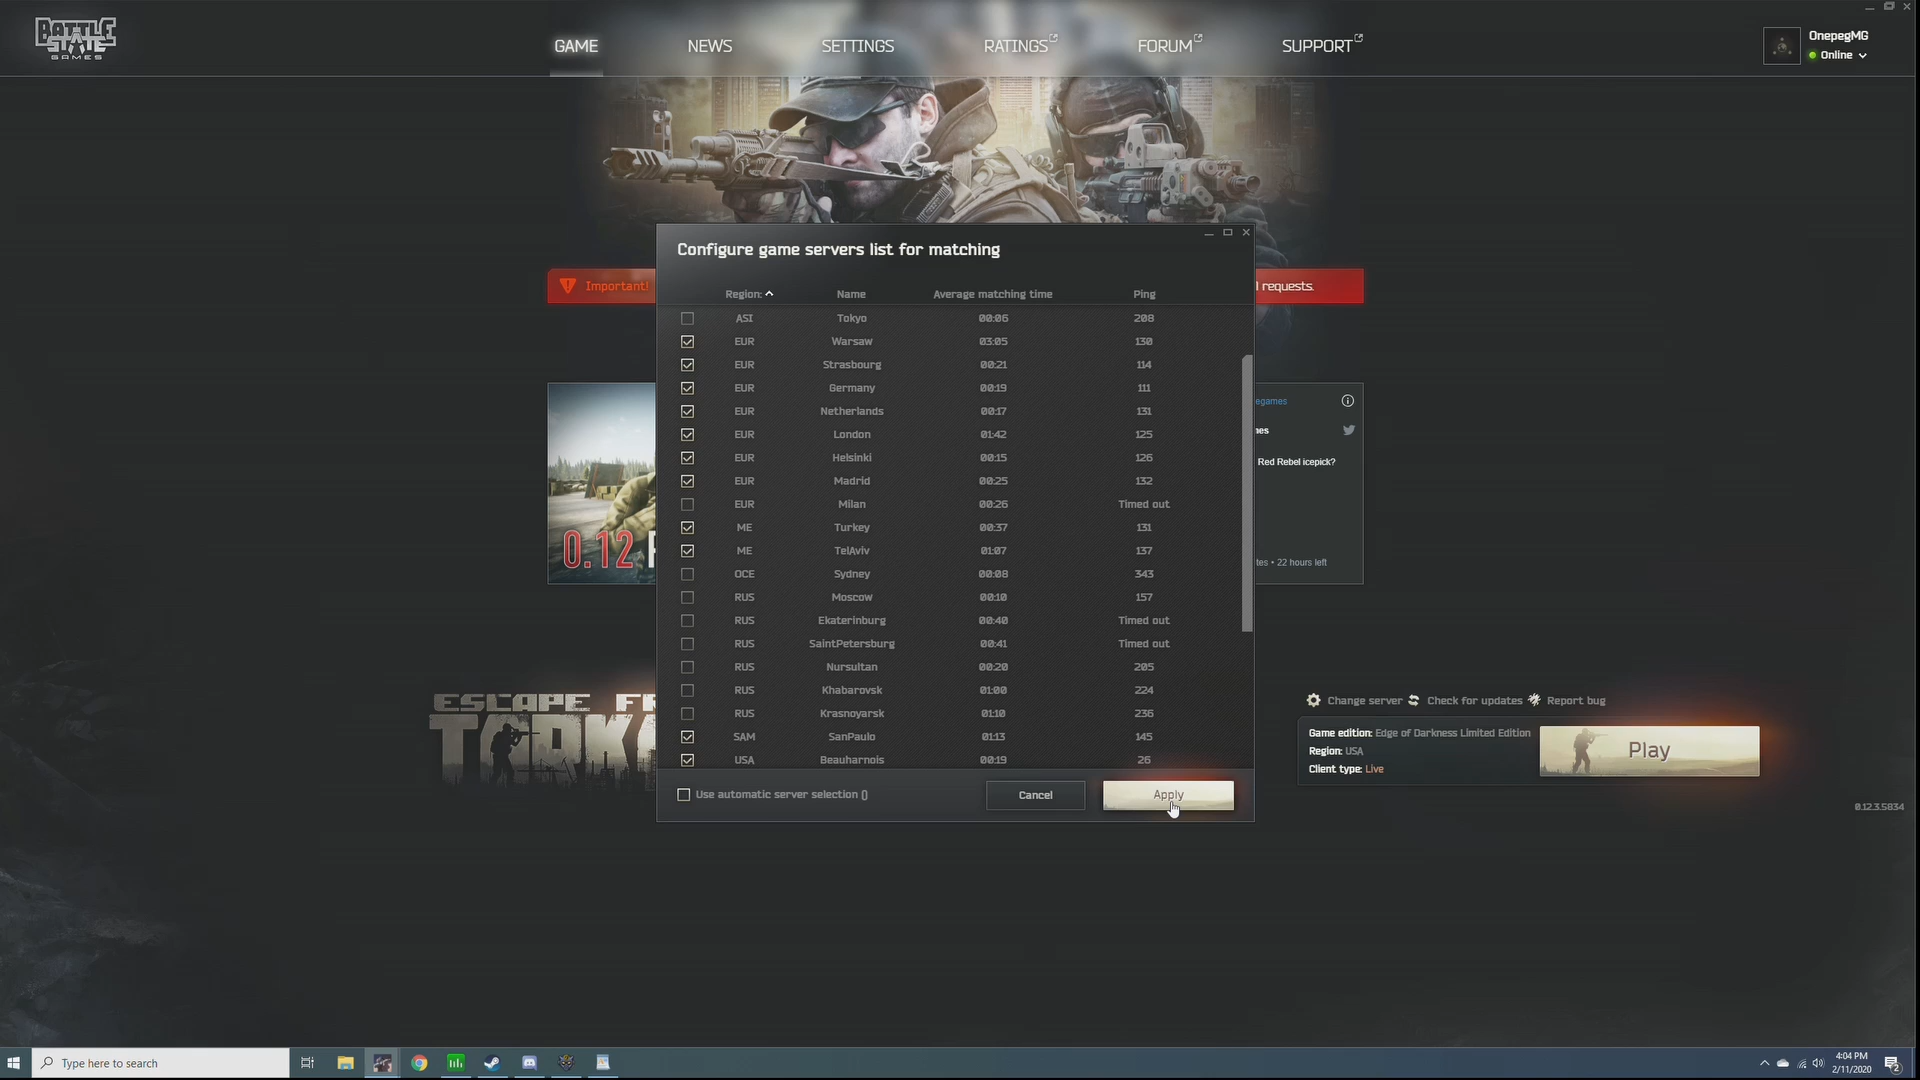 BATTLE
STATE
GAMES
GAME NEWS SETTINGS RATINGS FORUM SUPPORT
OnepegMG
Online
Configure game servers list for matching
Important! l requests.
Region: Name Average matching time Ping
ASI Tokyo 00:06 208
EUR Warsaw 03:05 130
EUR Strasbourg 00:21 114
EUR Germany 00:19 111
EUR Netherlands 00:17 131
EUR London 01:42 125
EUR Helsinki 00:15 126
EUR Madrid 00:25 132
EUR Milan 00:26 Timed out
ME Turkey 00:37 131
ME TelAviv 01:07 137
OCE Sydney 00:08 343
RUS Moscow 00:10 157
RUS Ekaterinburg 00:40 Timed out
RUS SaintPetersburg 00:41 Timed out
RUS Nursultan 00:20 205
RUS Khabarovsk 01:00 224
RUS Krasnoyarsk 01:10 236
SAM SanPaulo 01:13 145
USA Beauharnois 00:19 26
Use automatic server selection ()
Cancel
Apply
egames
mes
Red Rebel icepick?
tes • 22 hours left
0.12
ESCAPE FR
TARKO
Change server Check for updates Report bug
Game edition: Edge of Darkness Limited Edition
Region: USA
Client type: Live
Play
0.12.3.5834
Type here to search
4:04 PM
2/11/2020
2